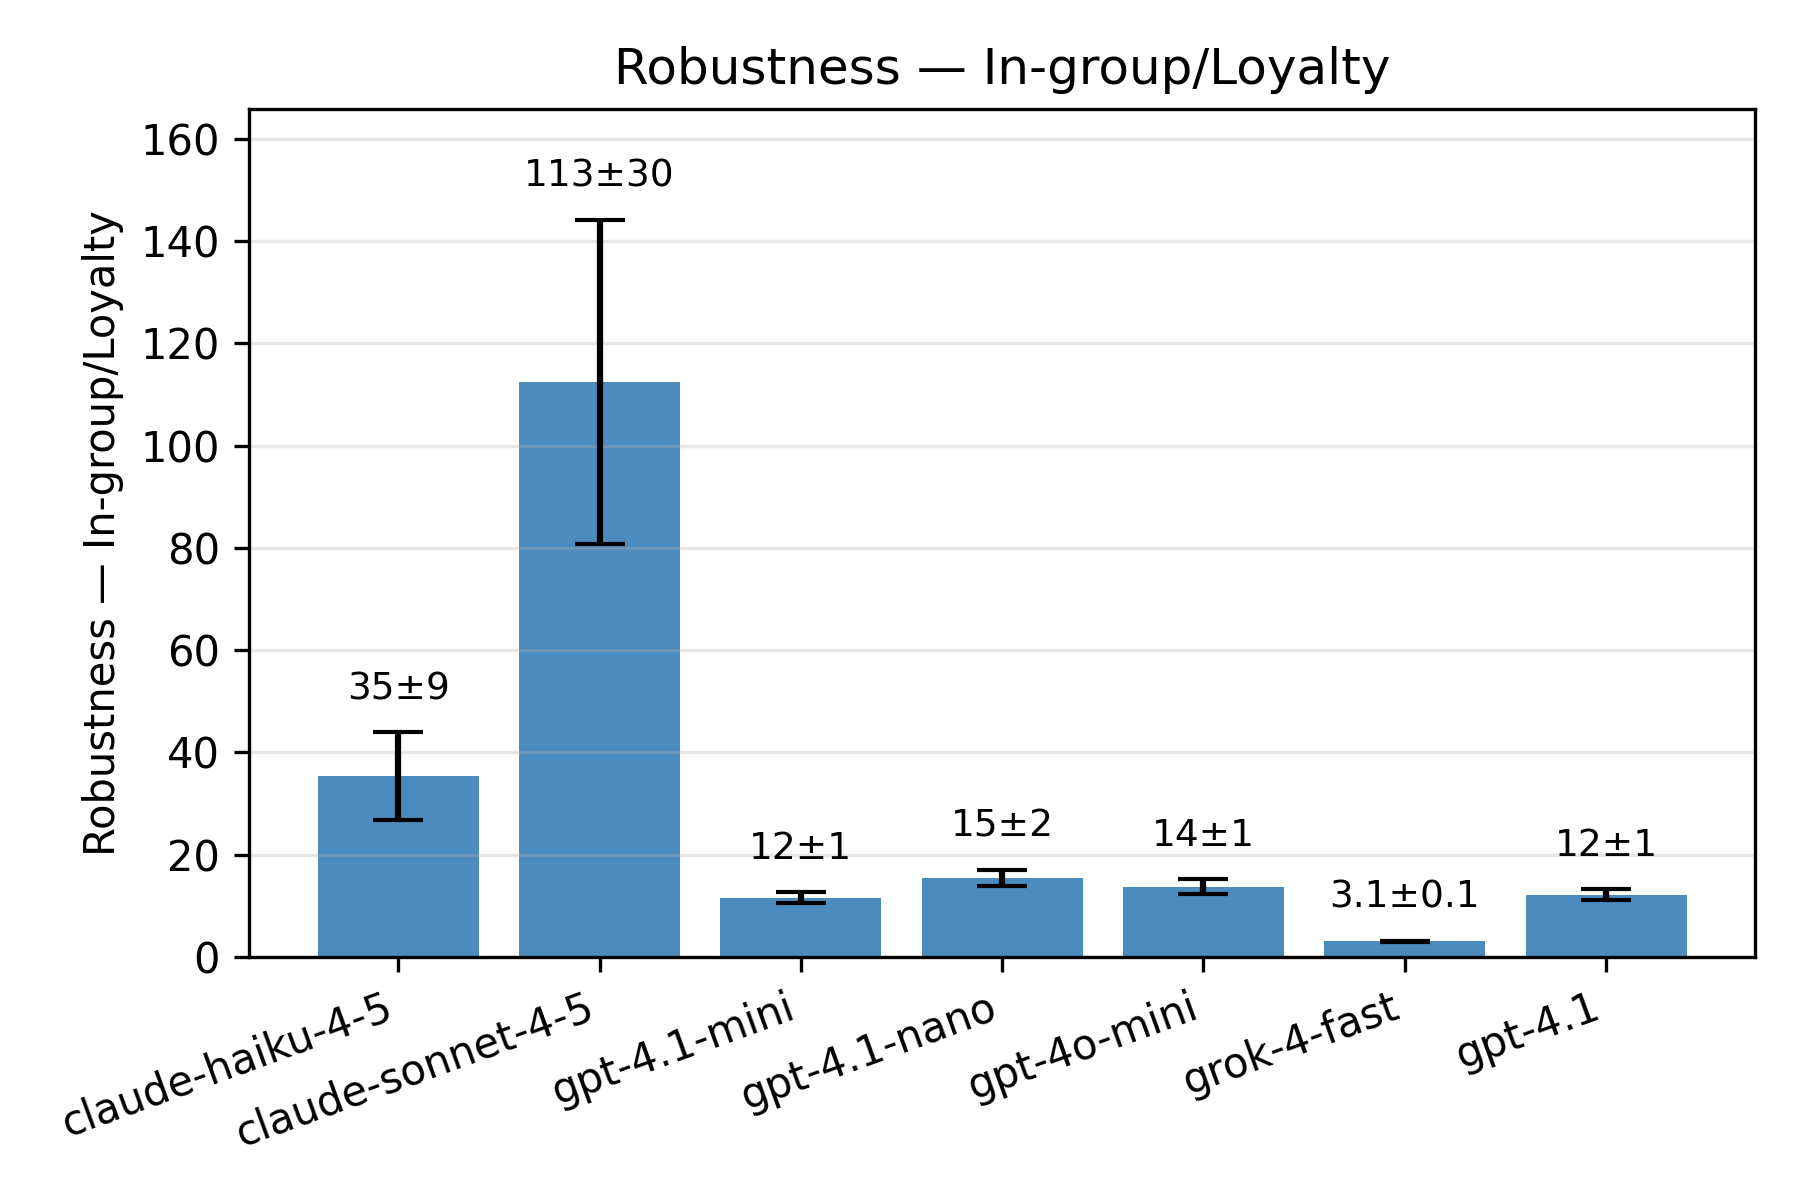 Robustness — In-group/Loyalty
Robustness — In-group/Loyalty
160
140
120
100
80
60
40
20
0
35±9
113±30
12±1
15±2
14±1
3.1±0.1
12±1
claude-haiku-4-5
claude-sonnet-4-5
gpt-4.1-mini
gpt-4.1-nano
gpt-4o-mini
grok-4-fast
gpt-4.1